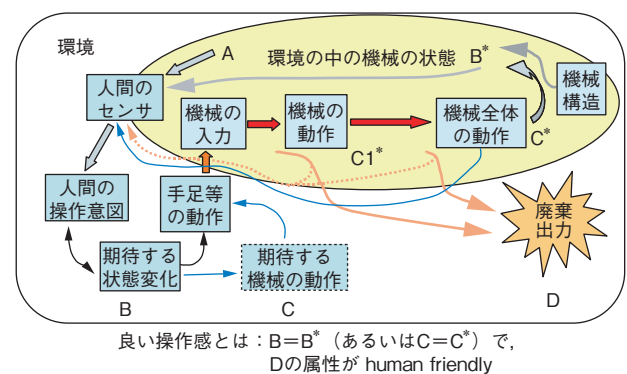 環境
A
環境の中の機械の状態
B*
人間の
センサ
機械
構造
機械の
入力
機械の
動作
機械全体
の動作
C*
C1*
人間の
操作意図
手足等
の動作
廃棄
出力
期待する
状態変化
期待する
機械の動作
B
C
D
良い操作感とは：B＝B*（あるいはC＝C*）で，
Dの属性が human friendly